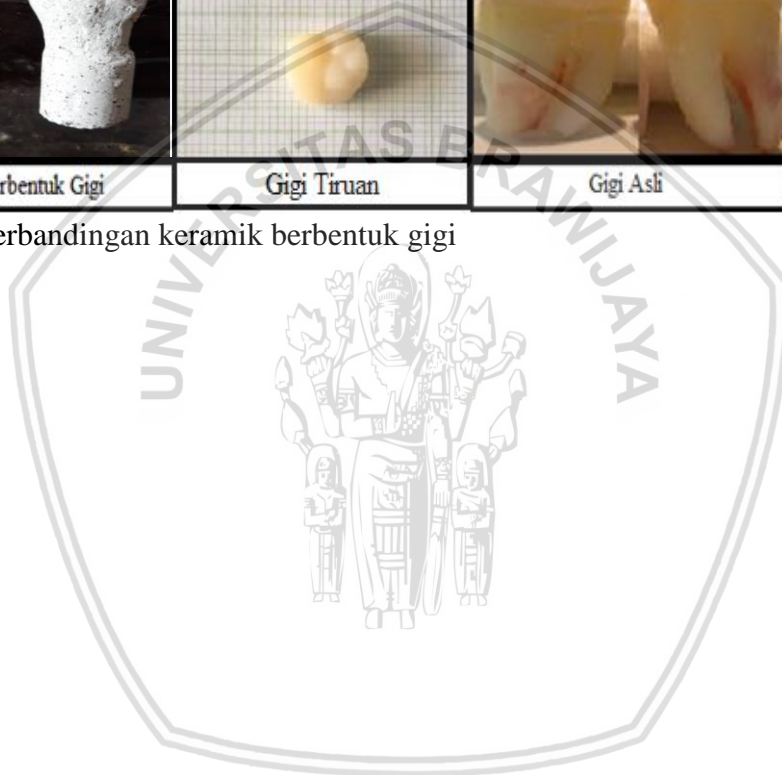 rbentuk Gigi
Gigi Tiruan
Gigi Asli
erbandingan keramik berbentuk gigi
UNIVERSITAS BRAWIJAYA